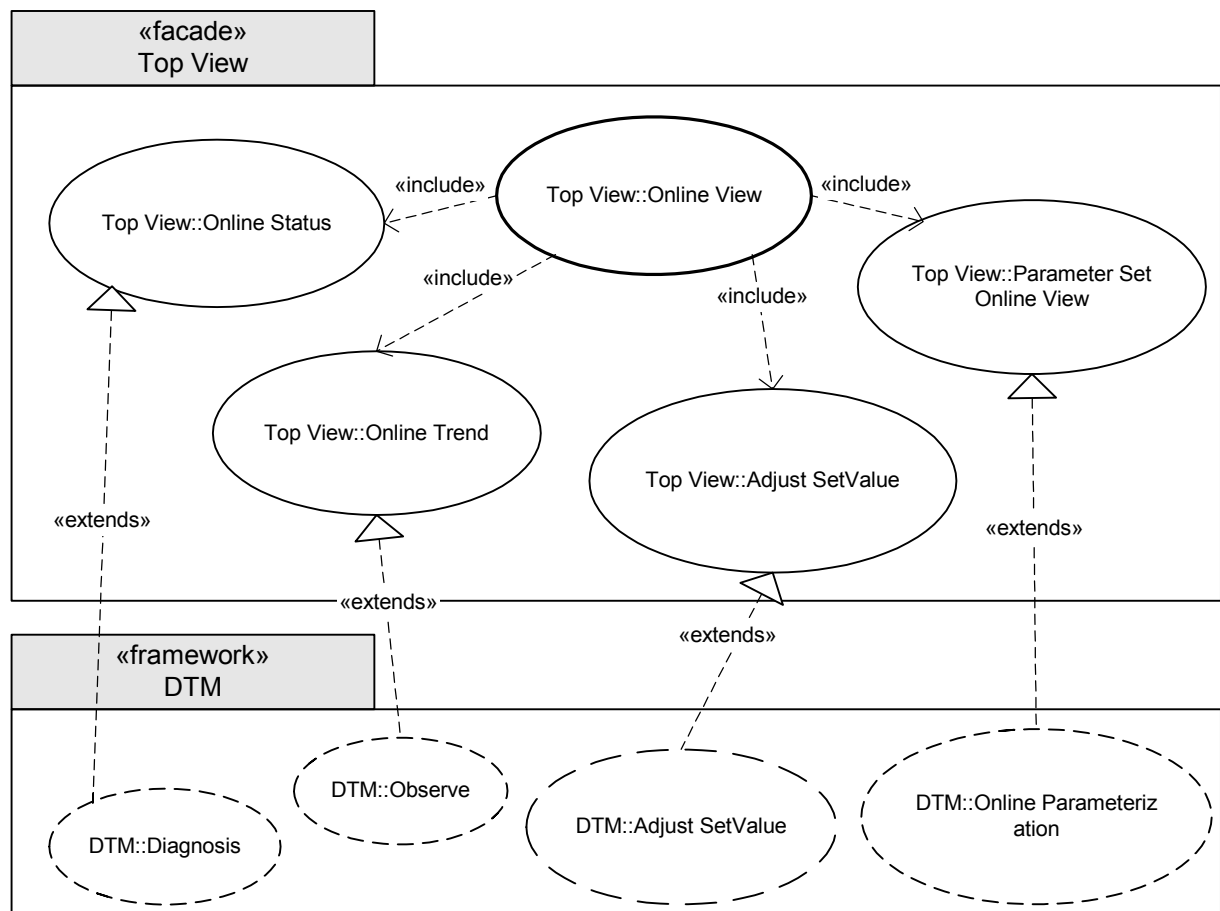 «facade»
Top View
Top View::Online Status
«include»
Top View::Online View
«include»
«include»
«include»
Top View::Parameter Set
Online View
Top View::Online Trend
Top View::Adjust SetValue
«extends»
«extends»
«extends»
«extends»
«framework»
DTM
DTM::Diagnosis
DTM::Observe
DTM::Adjust SetValue
DTM::Online Parameteriz
ation